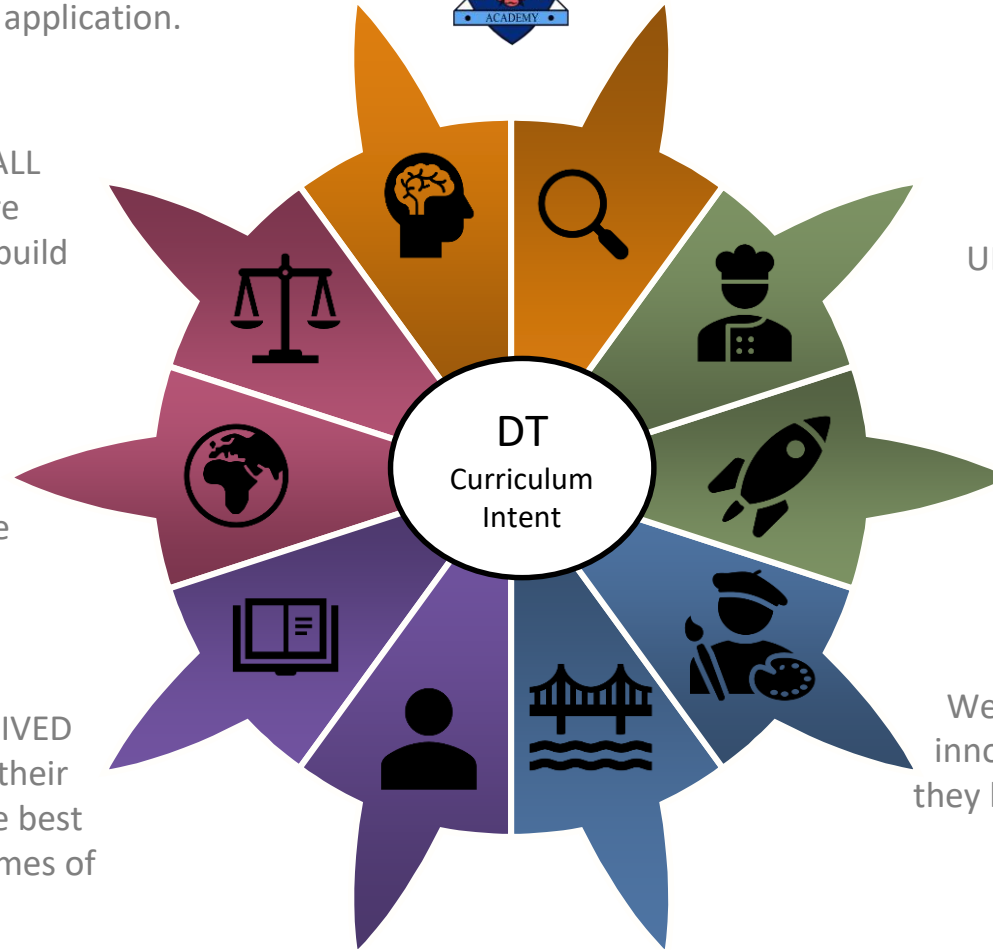 application.
ACADEMY
ALL
build
DT
Curriculum
Intent
IVED
their
e best
mes of
We
inno
they